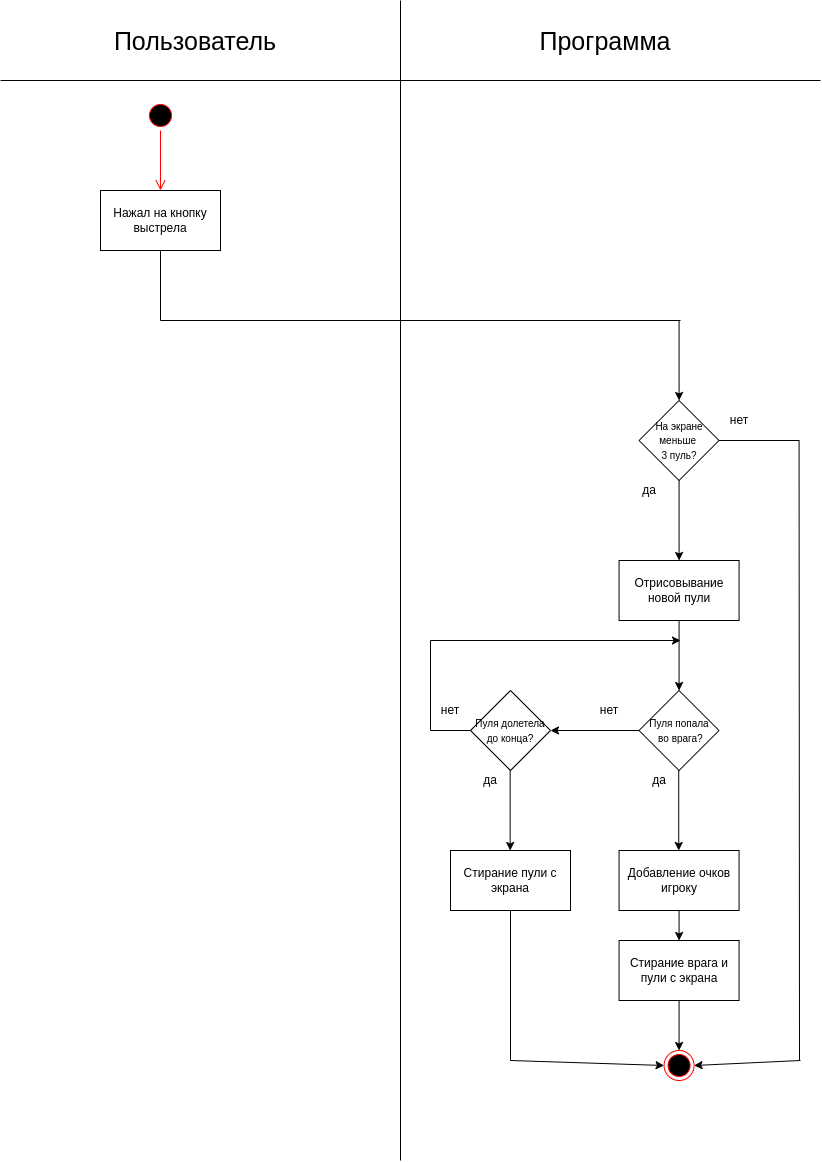 Пользователь
Программа
Нажал на кнопку
выстрела
На экране
меньше
3 пуль?
нет
да
Отрисовывание
новой пули
Пуля попала
во врага?
нет
да
Пуля долетела
до конца?
нет
да
Стирание пули с
экрана
Добавление очков
игроку
Стирание врага и
пули с экрана